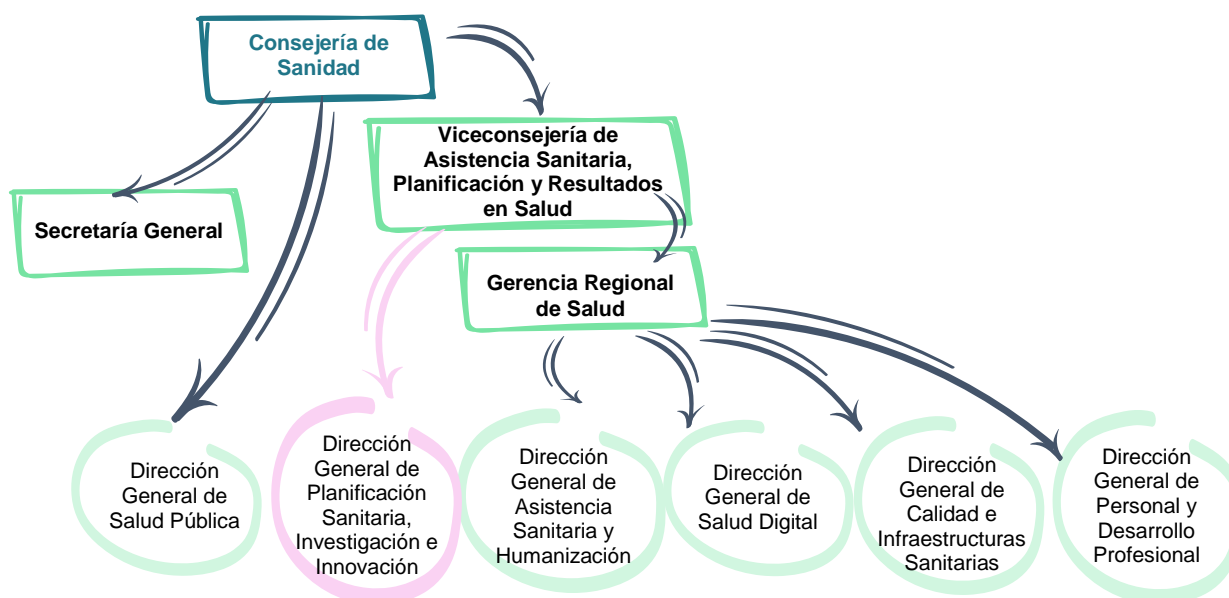 Consejería de
Sanidad
Viceconsejería de
Asistencia Sanitaria,
Planificación y Resultados
en Salud
Secretaría General
Gerencia Regional
de Salud
Dirección
General de
Salud Pública
Dirección
General de
Planificación
Sanitaria,
Investigación e
Innovación
Dirección
General de
Asistencia
Sanitaria y
Humanización
Dirección
General de
Salud Digital
Dirección
General de
Calidad e
Infraestructuras
Sanitarias
Dirección
General de
Personal y
Desarrollo
Profesional